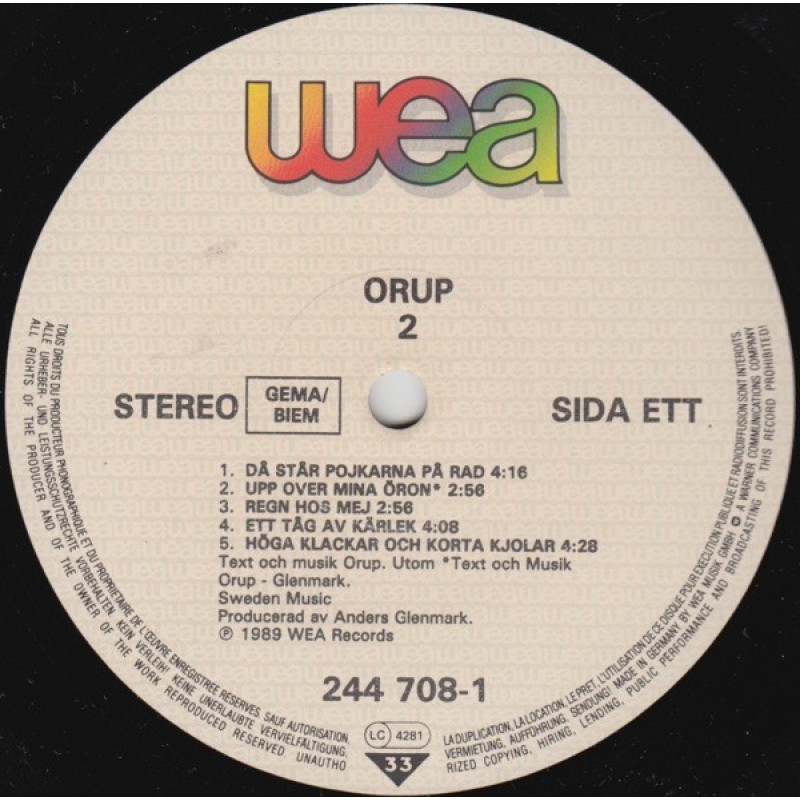 wea
ORUP
2
STEREO
GEMA/
BIEM
SIDA ETT
1. DÅ STÅR POJKARNA PÅ RAD 4:16
2. UPP OVER MINA ÖRON* 2:56
3. REGN HOS MEJ 2:56
4. ETT TÅG AV KÄRLEK 4:08
5. HÖGA KLACKAR OCH KORTA KJOLAR 4:28
Text och musik Orup. Utom *Text och Musik
Orup - Glenmark.
Sweden Music
Producerad av Anders Glenmark.
Ⓟ 1989 WEA Records
244 708-1
LC 4281
33
TOUS DROITS DU PRODUCTEUR PHONOGRAPHIQUE ET DU PROPRIETAIRE DE L'ŒUVRE ENREGISTREE RESERVES. SAUF AUTORISATION, LA DUPLICATION, LA LOCATION, LE PRET, L'UTILISATION DE CE DISQUE POUR EXECUTION PUBLIQUE ET RADIODIFFUSION SONT INTERDITS.
ALLE URHEBER- UND LEISTUNGSSCHUTZRECHTE VORBEHALTEN. KEIN VERLEIH! KEINE UNERLAUBTE VERVIELFÄLTIGUNG, VERMIETUNG, AUFFÜHRUNG, SENDUNG! MADE IN GERMANY BY WEA MUSIK GMBH A WARNER COMMUNICATIONS COMPANY
ALL RIGHTS OF THE PRODUCER AND OF THE OWNER OF THE WORK REPRODUCED RESERVED UNAUTHO RIZED COPYING, HIRING, LENDING, PUBLIC PERFORMANCE AND BROADCASTING OF THIS RECORD PROHIBITED!